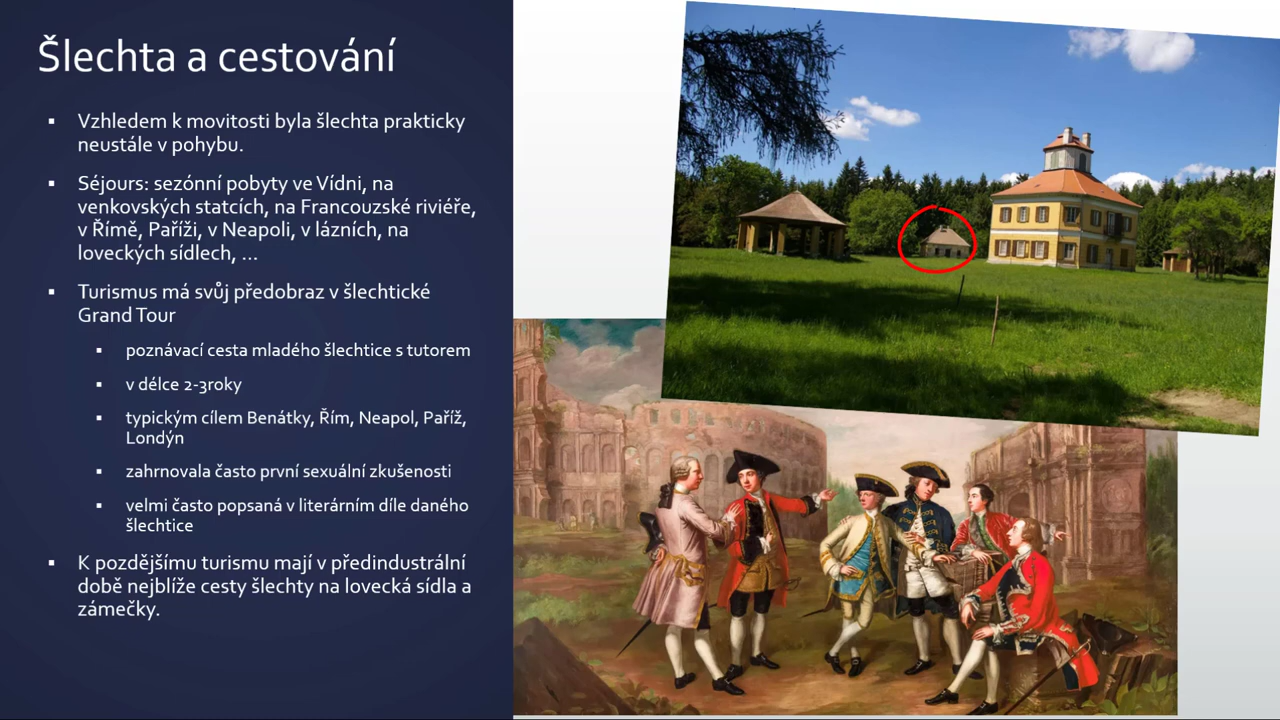 Šlechta a cestování
▪ Vzhledem k movitosti byla šlechta prakticky
neustále v pohybu.
▪ Séjours: sezónní pobyty ve Vídni, na
venkovských statcích, na Francouzské riviéře,
v Římě, Paříži, v Neapoli, v lázních, na
loveckých sídlech, ...
▪ Turismus má svůj předobraz v šlechtické
Grand Tour
▪ poznávací cesta mladého šlechtice s tutorem
▪ v délce 2-3roky
▪ typickým cílem Benátky, Řím, Neapol, Paříž,
Londýn
▪ zahrnovala často první sexuální zkušenosti
▪ velmi často popsaná v literárním díle daného
šlechtice
▪ K pozdějšímu turismu mají v předindustrální
době nejblíže cesty šlechty na lovecká sídla a
zámečky.